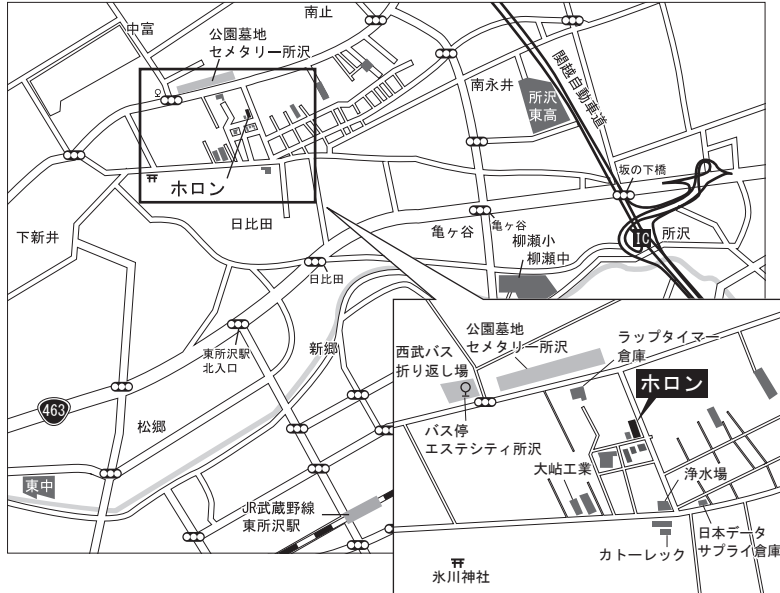 南止
中富
公園墓地
セメタリー所沢
関越自動車道
南永井
所沢
東高
坂の下橋
ホロン
日比田
亀ヶ谷
亀ヶ谷
下新井
柳瀬小
柳瀬中
IC
所沢
日比田
新郷
東所沢駅
北入口
463
松郷
東中
JR武蔵野線
東所沢駅
公園墓地
セメタリー所沢
ラップタイマー
倉庫
西武バス
折り返し場
ホロン
バス停
エステシティ所沢
大岾工業
浄水場
日本データ
サプライ倉庫
カトーレック
氷川神社